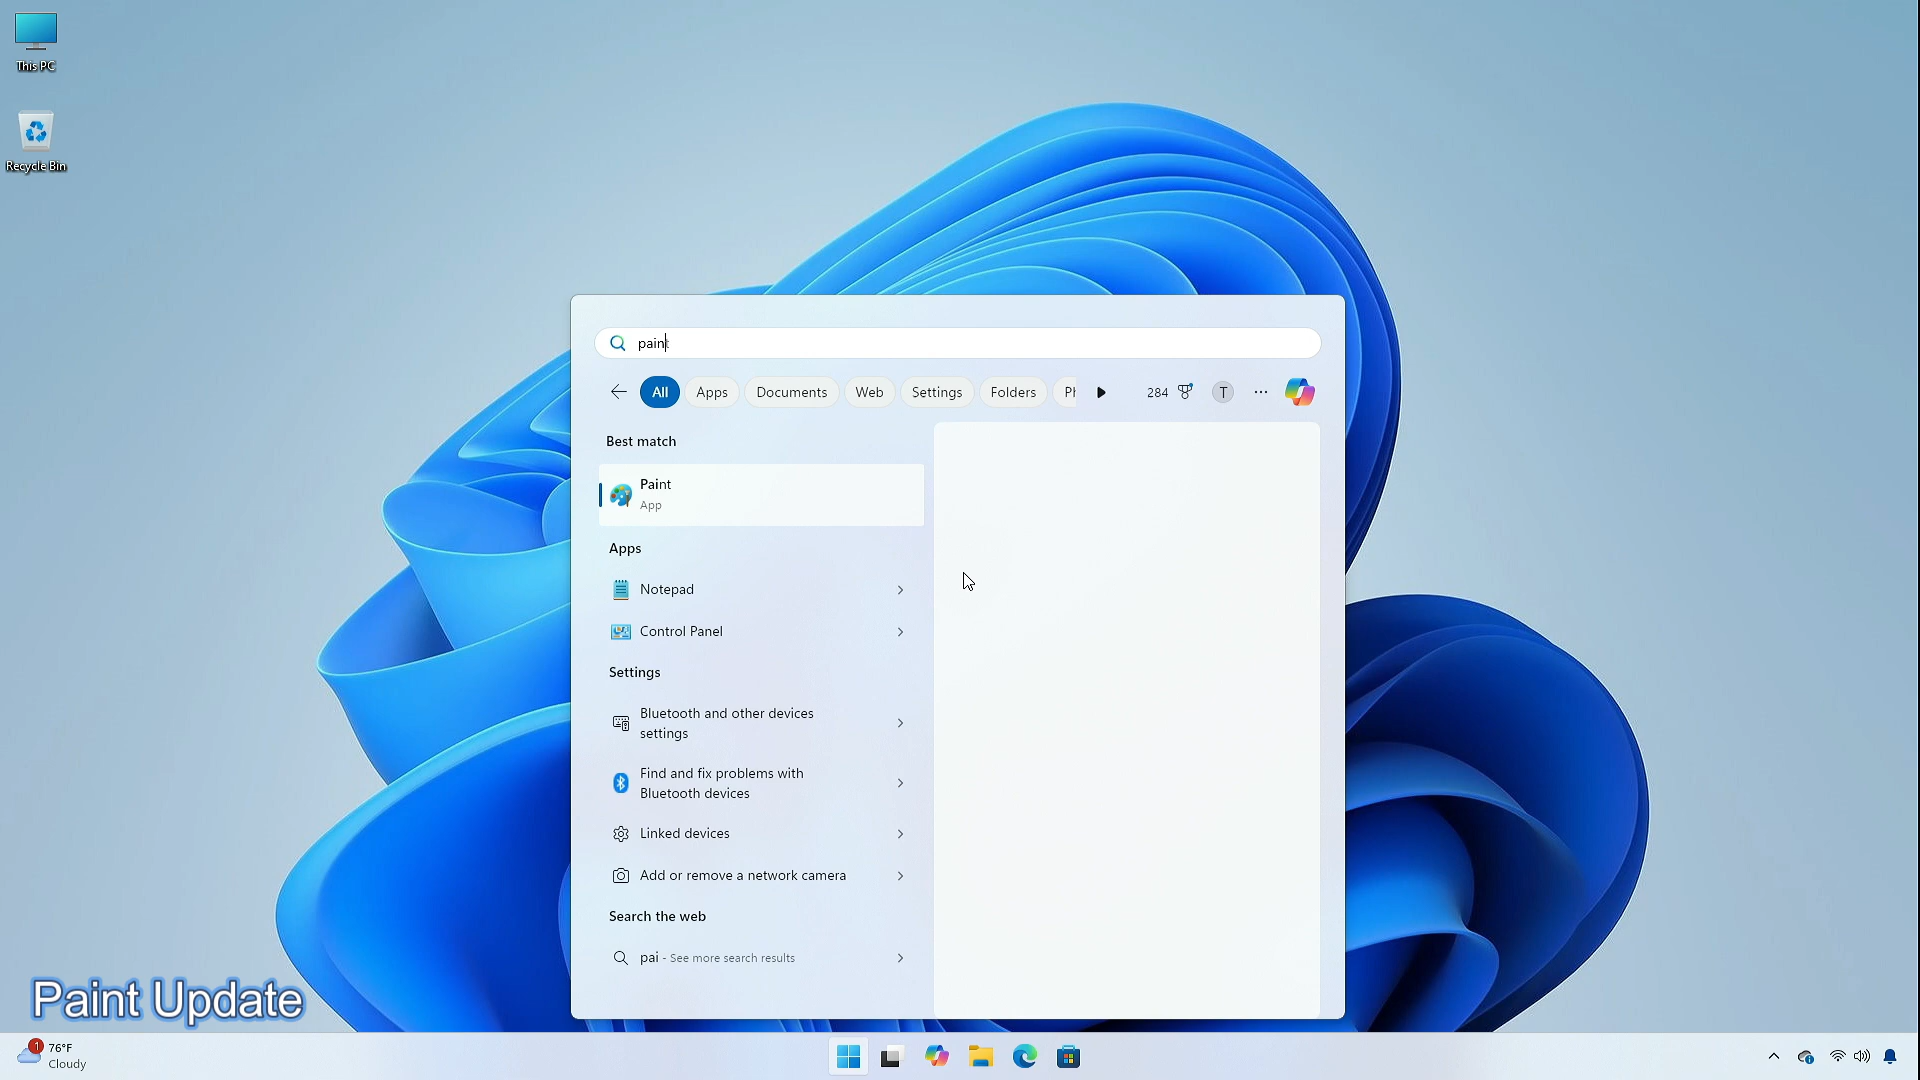 This PC
Recycle Bin
pain
All
Apps
Documents
Web
Settings
Folders
284
T
Best match
Paint
App
Apps
Notepad
Control Panel
Settings
Bluetooth and other devices
settings
Find and fix problems with
Bluetooth devices
Linked devices
Add or remove a network camera
Search the web
pai - See more search results
Paint Update
1
76°F
Cloudy